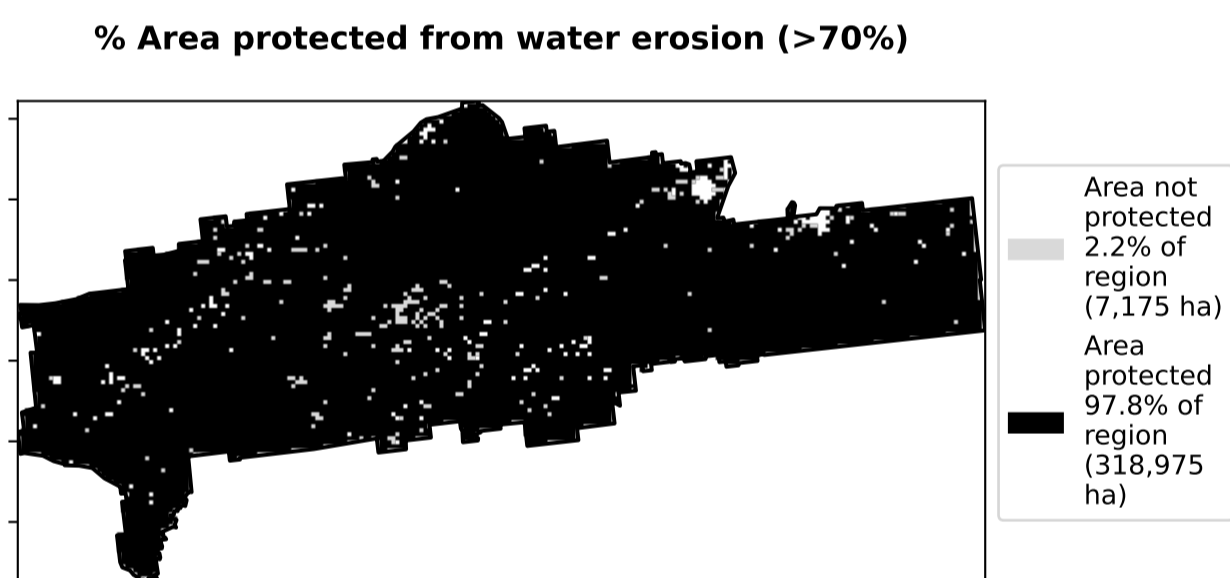 % Area protected from water erosion (>70%)
Area not
protected
2.2% of
region
(7,175 ha)
Area
protected
97.8% of
region
(318,975
ha)